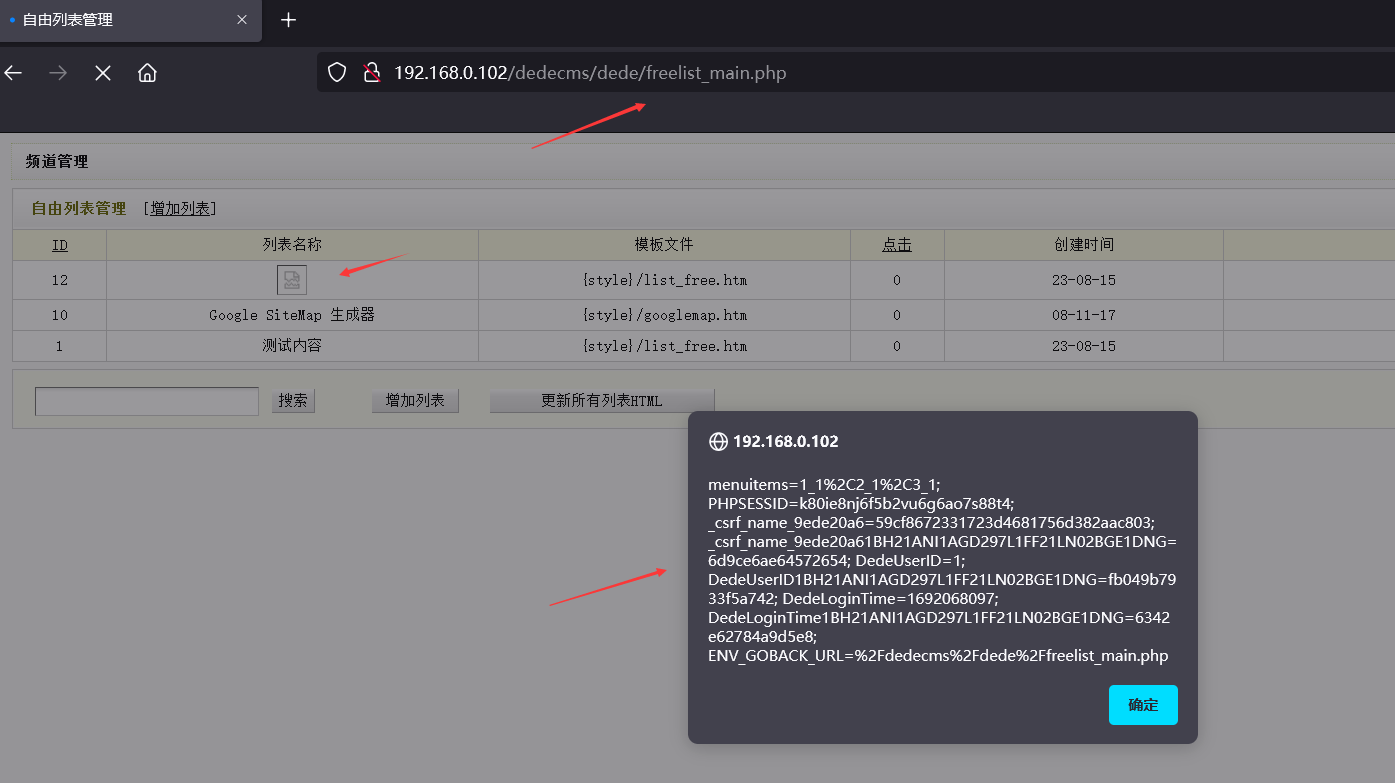 自由列表管理
192.168.0.102/dedecms/dede/freelist_main.php
频道管理
自由列表管理 [增加列表]
ID 列表名称 模板文件 点击 创建时间
12 {style}/list_free.htm 0 23-08-15
10 Google SiteMap 生成器 {style}/googlemap.htm 0 08-11-17
1 测试内容 {style}/list_free.htm 0 23-08-15
搜索 增加列表 更新所有列表HTML
192.168.0.102
menuitems=1_1%2C2_1%2C3_1;
PHPSESSID=k80ie8nj6f5b2vu6g6ao7s88t4;
_csrf_name_9ede20a6=59cf8672331723d4681756d382aac803;
_csrf_name_9ede20a61BH21ANI1AGD297L1FF21LN02BGE1DNG=
6d9ce6ae64572654; DedeUserID=1;
DedeUserID1BH21ANI1AGD297L1FF21LN02BGE1DNG=fb049b79
33f5a742; DedeLoginTime=1692068097;
DedeLoginTime1BH21ANI1AGD297L1FF21LN02BGE1DNG=6342
e62784a9d5e8;
ENV_GOBACK_URL=%2Fdedecms%2Fdede%2Ffreelist_main.php
确定